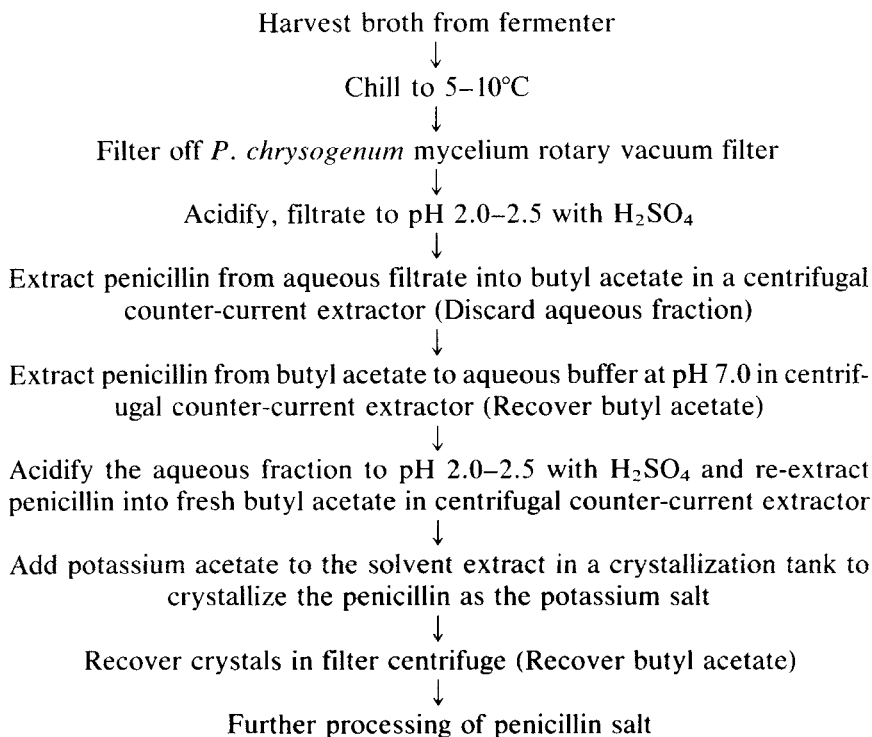 Harvest broth from fermenter
↓
Chill to 5–10°C
↓
Filter off P. chrysogenum mycelium rotary vacuum filter
↓
Acidify, filtrate to pH 2.0–2.5 with H₂SO₄
↓
Extract penicillin from aqueous filtrate into butyl acetate in a centrifugal
counter-current extractor (Discard aqueous fraction)
↓
Extract penicillin from butyl acetate to aqueous buffer at pH 7.0 in centrif-
ugal counter-current extractor (Recover butyl acetate)
↓
Acidify the aqueous fraction to pH 2.0–2.5 with H₂SO₄ and re-extract
penicillin into fresh butyl acetate in centrifugal counter-current extractor
↓
Add potassium acetate to the solvent extract in a crystallization tank to
crystallize the penicillin as the potassium salt
↓
Recover crystals in filter centrifuge (Recover butyl acetate)
↓
Further processing of penicillin salt